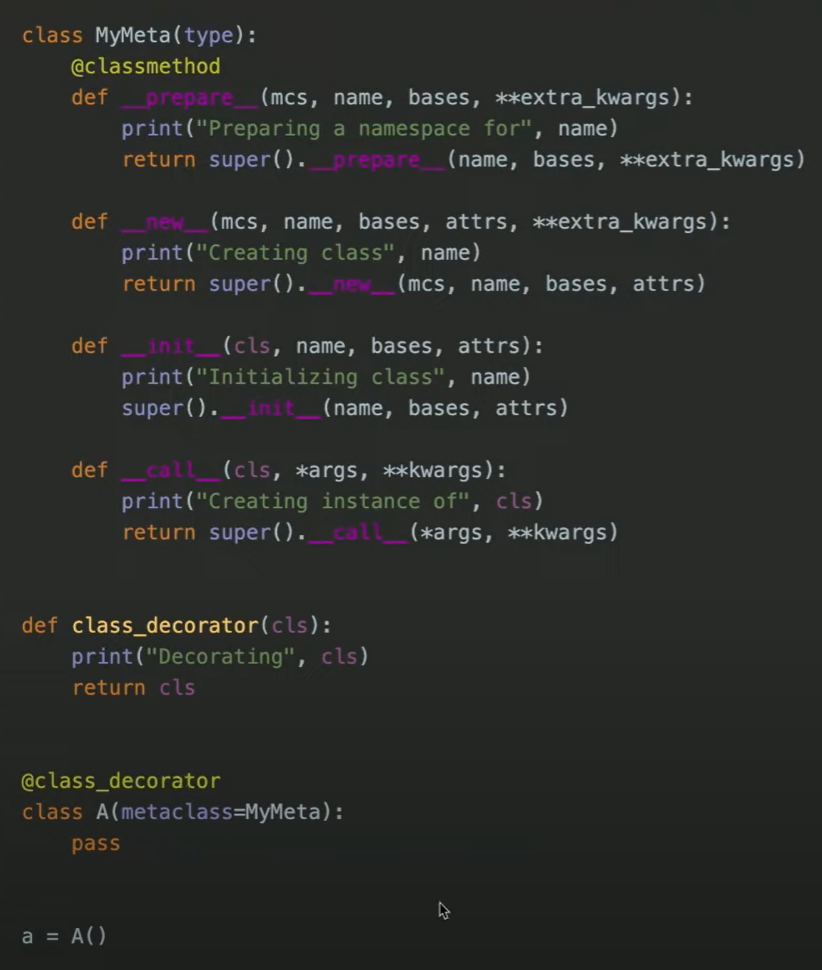 class MyMeta(type):
    @classmethod
    def __prepare__(mcs, name, bases, **extra_kwargs):
        print("Preparing a namespace for", name)
        return super().__prepare__(name, bases, **extra_kwargs)

    def __new__(mcs, name, bases, attrs, **extra_kwargs):
        print("Creating class", name)
        return super().__new__(mcs, name, bases, attrs)

    def __init__(cls, name, bases, attrs):
        print("Initializing class", name)
        super().__init__(name, bases, attrs)

    def __call__(cls, *args, **kwargs):
        print("Creating instance of", cls)
        return super().__call__(*args, **kwargs)


def class_decorator(cls):
    print("Decorating", cls)
    return cls


@class_decorator
class A(metaclass=MyMeta):
    pass


a = A()